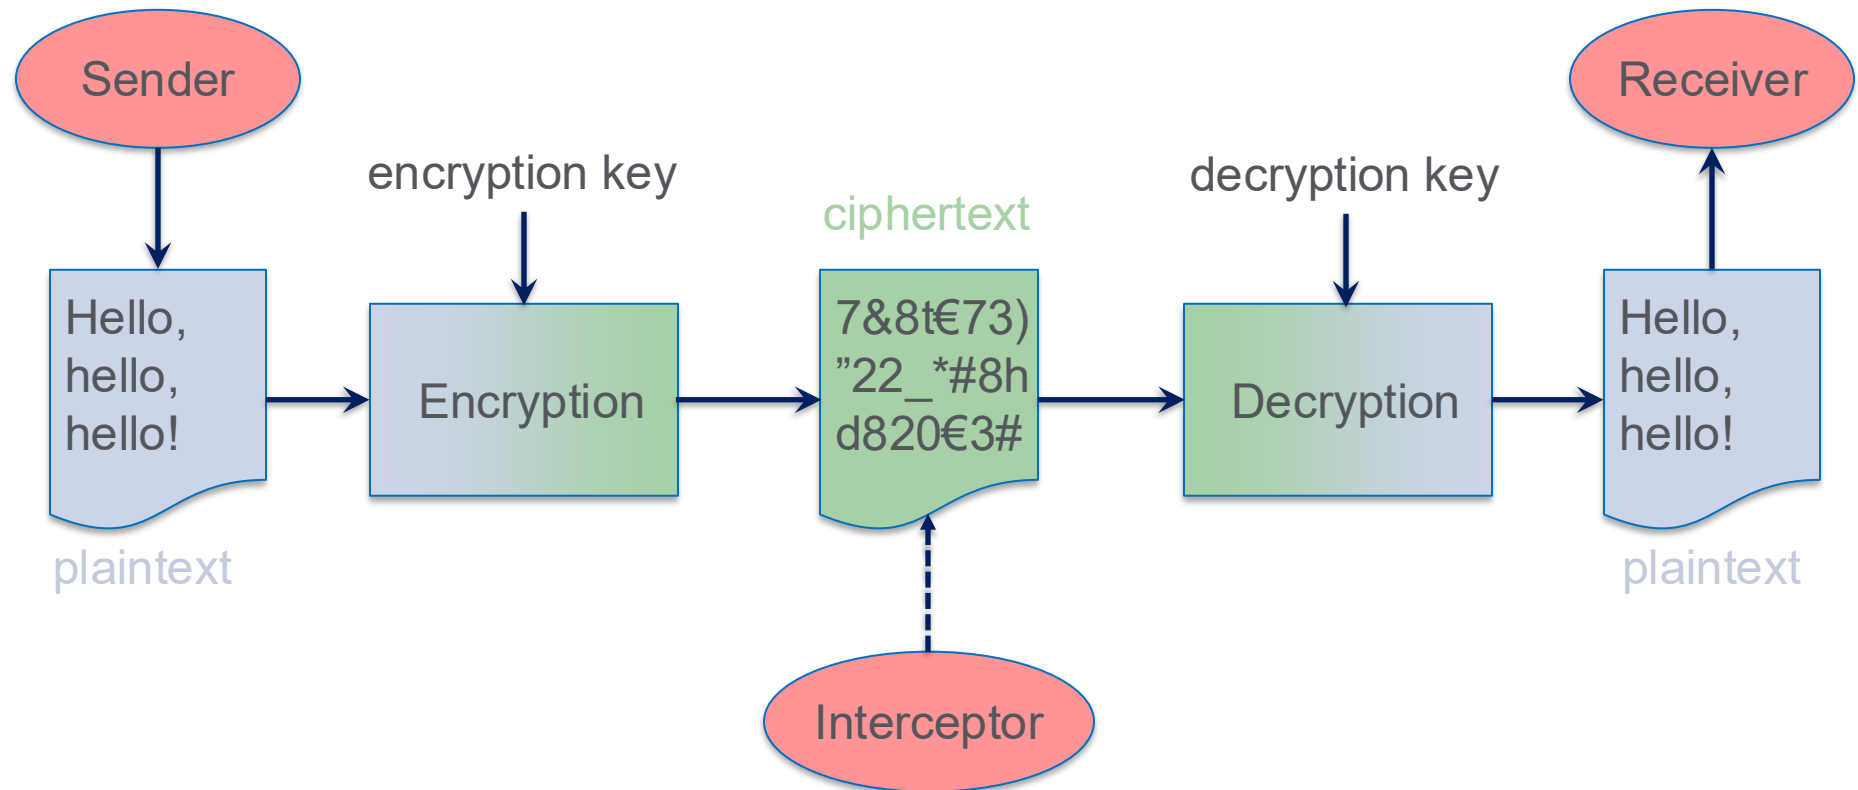 Sender
Receiver
encryption key
decryption key
ciphertext
Hello,
hello,
hello!
Encryption
7&8t€73)
”22_*#8h
d820€3#
Decryption
Hello,
hello,
hello!
plaintext
plaintext
Interceptor